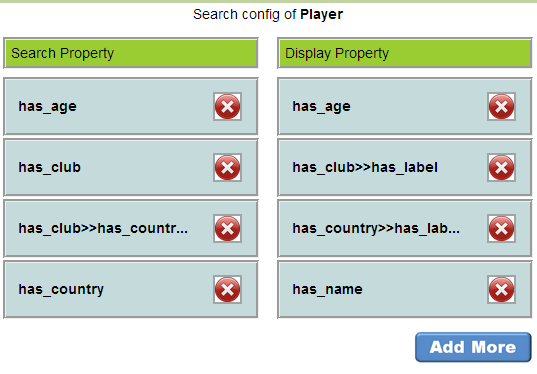 Search config of Player
Search Property
Display Property
has_age
has_age
has_club
has_club>>has_label
has_club>>has_countr...
has_country>>has_lab...
has_country
has_name
Add More